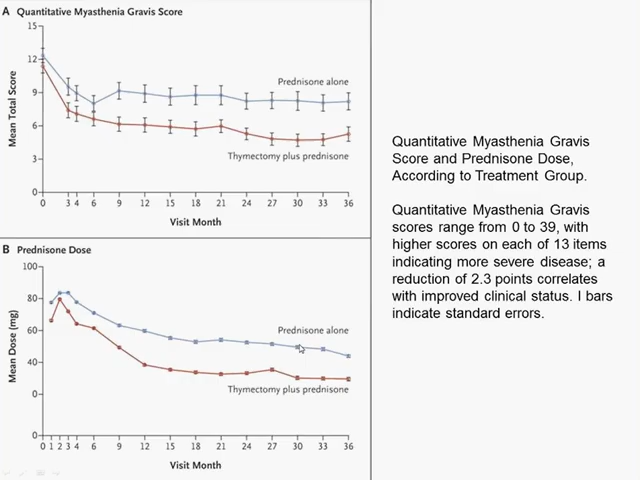 A Quantitative Myasthenia Gravis Score
15
12
9
6
3
0
Mean Total Score
Prednisone alone
Thymectomy plus prednisone
0 3 4 6 9 12 15 18 21 24 27 30 33 36
Visit Month
B Prednisone Dose
100
80
60
40
0
0
Mean Dose (mg)
Prednisone alone
Thymectomy plus prednisone
0 1 2 3 4 6 9 12 15 18 21 24 27 30 33 36
Visit Month
Quantitative Myasthenia Gravis
Score and Prednisone Dose,
According to Treatment Group.
Quantitative Myasthenia Gravis
scores range from 0 to 39, with
higher scores on each of 13 items
indicating more severe disease; a
reduction of 2.3 points correlates
with improved clinical status. I bars
indicate standard errors.